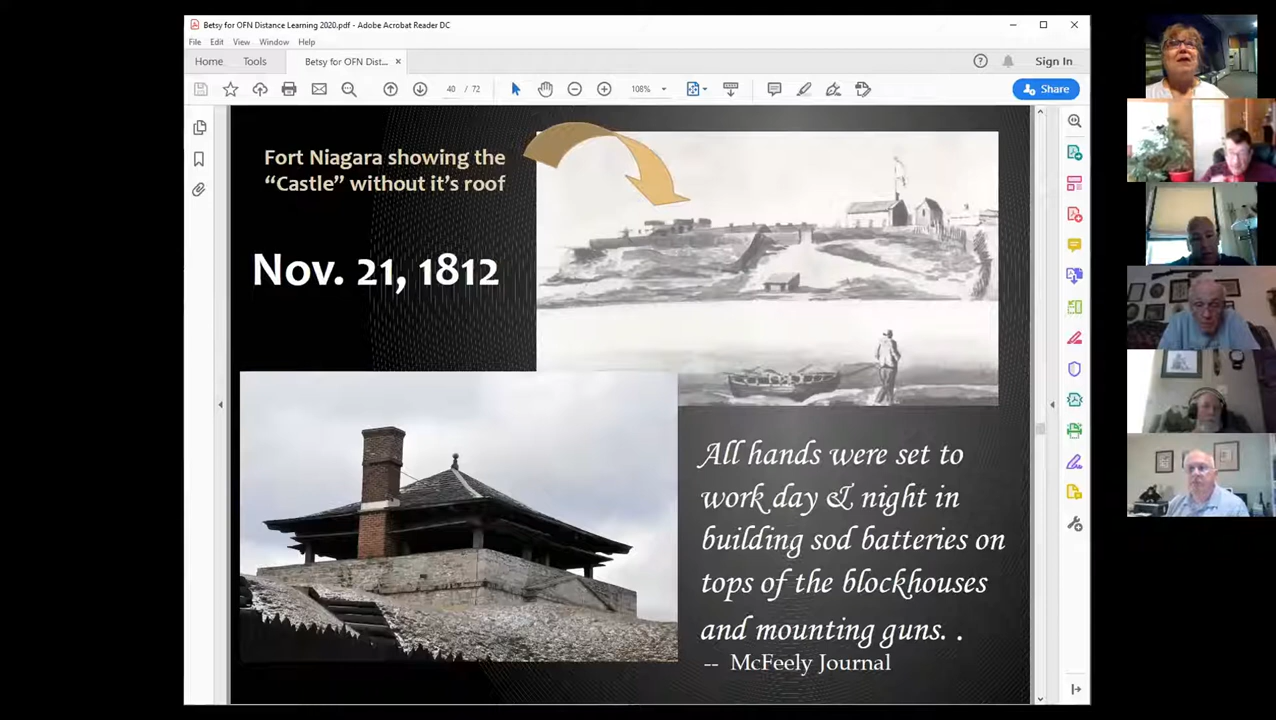 Betsy for OFN Distance Learning 2020.pdf - Adobe Acrobat Reader DC
File Edit View Window Help
Home Tools Betsy for OFN Dist... Sign In
40 / 72 108% Share
Fort Niagara showing the
“Castle” without it’s roof
Nov. 21, 1812
All hands were set to
work day & night in
building sod batteries on
tops of the blockhouses
and mounting guns. .
-- McFeely Journal